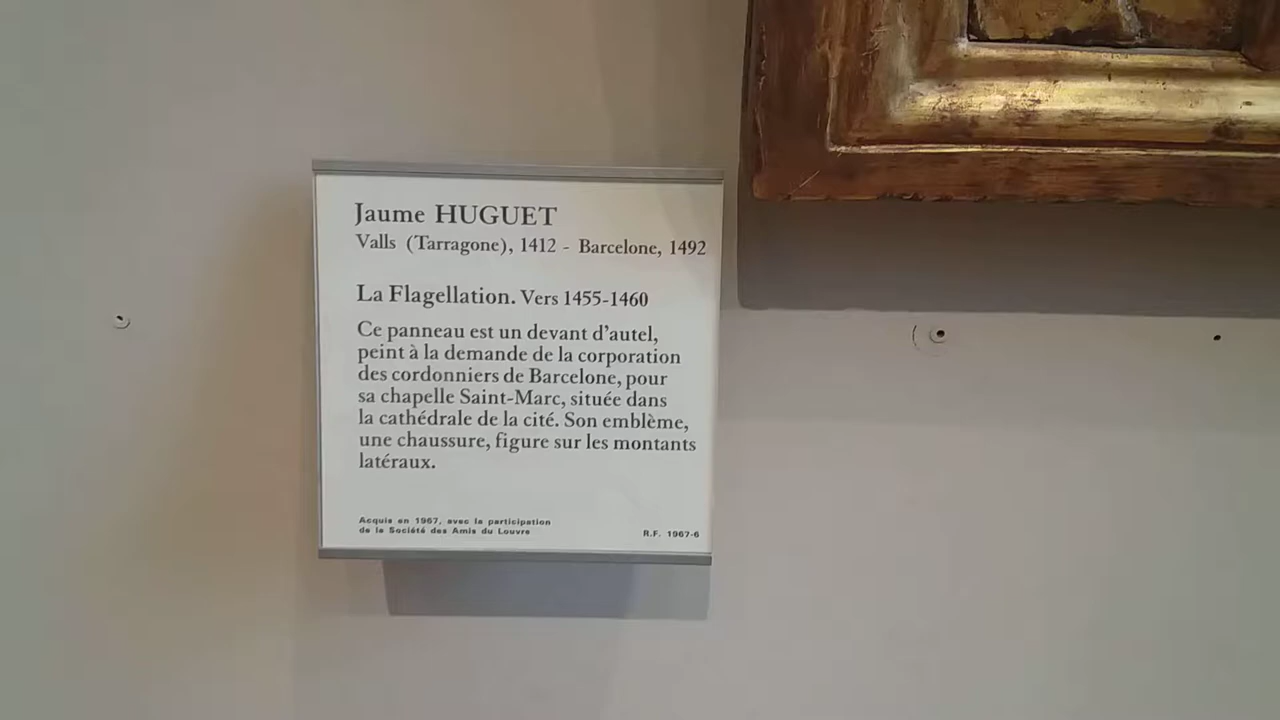 Jaume HUGUET
Valls (Tarragone), 1412 - Barcelone, 1492
La Flagellation. Vers 1455-1460
Ce panneau est un devant d'autel,
peint à la demande de la corporation
des cordonniers de Barcelone, pour
sa chapelle Saint-Marc, située dans
la cathédrale de la cité. Son emblème,
une chaussure, figure sur les montants
latéraux.
Acquis en 1967, avec la participation
de la Société des Amis du Louvre
R.F. 1967-6